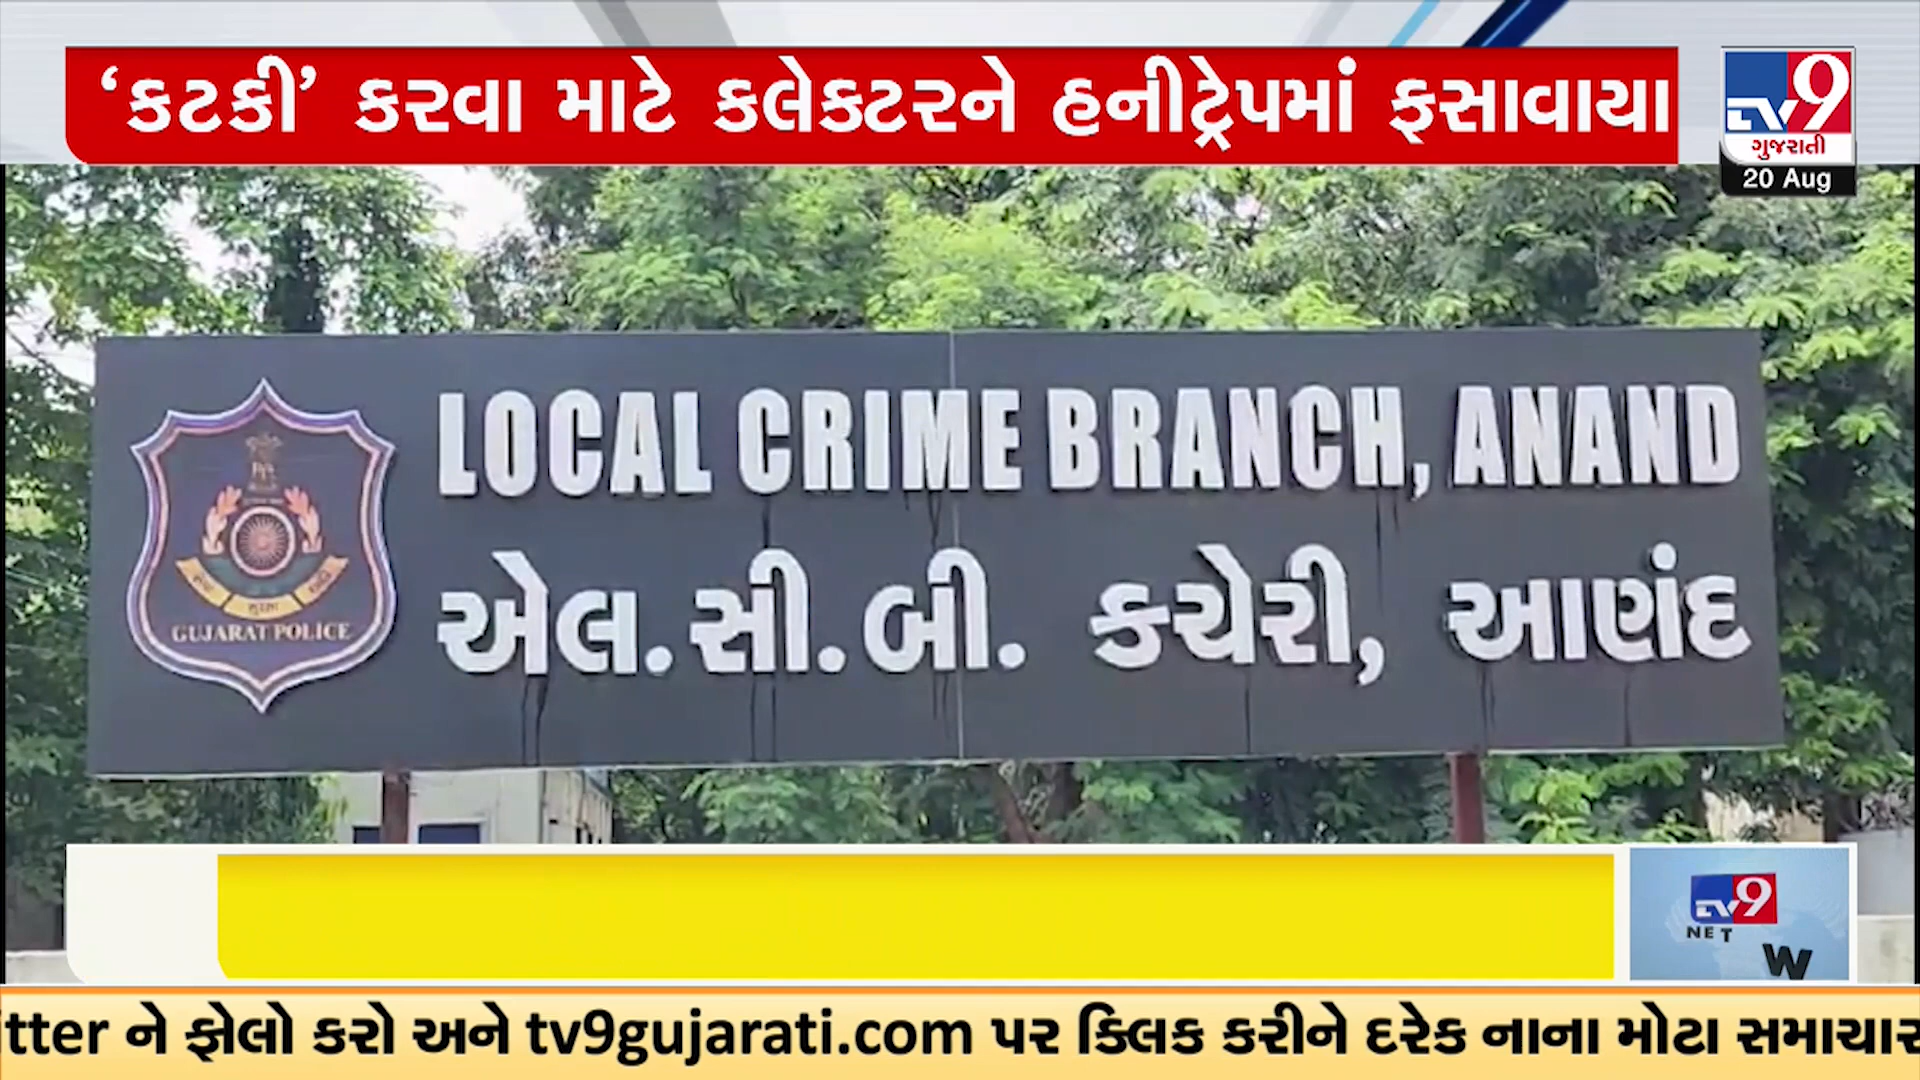 ‘કટકી’ કરવા માટે કલેક્ટરને હનીટ્રેપમાં ફસાવાયા
TV9
ગુજરાતી
20 Aug
LOCAL CRIME BRANCH, ANAND
એલ.સી.બી. કચેરી, આણંદ
GUJARAT POLICE
TV9
NET W
itter ને ફોલો કરો અને tv9gujarati.com પર ક્લિક કરીને દરેક નાના મોટા સમાચાર